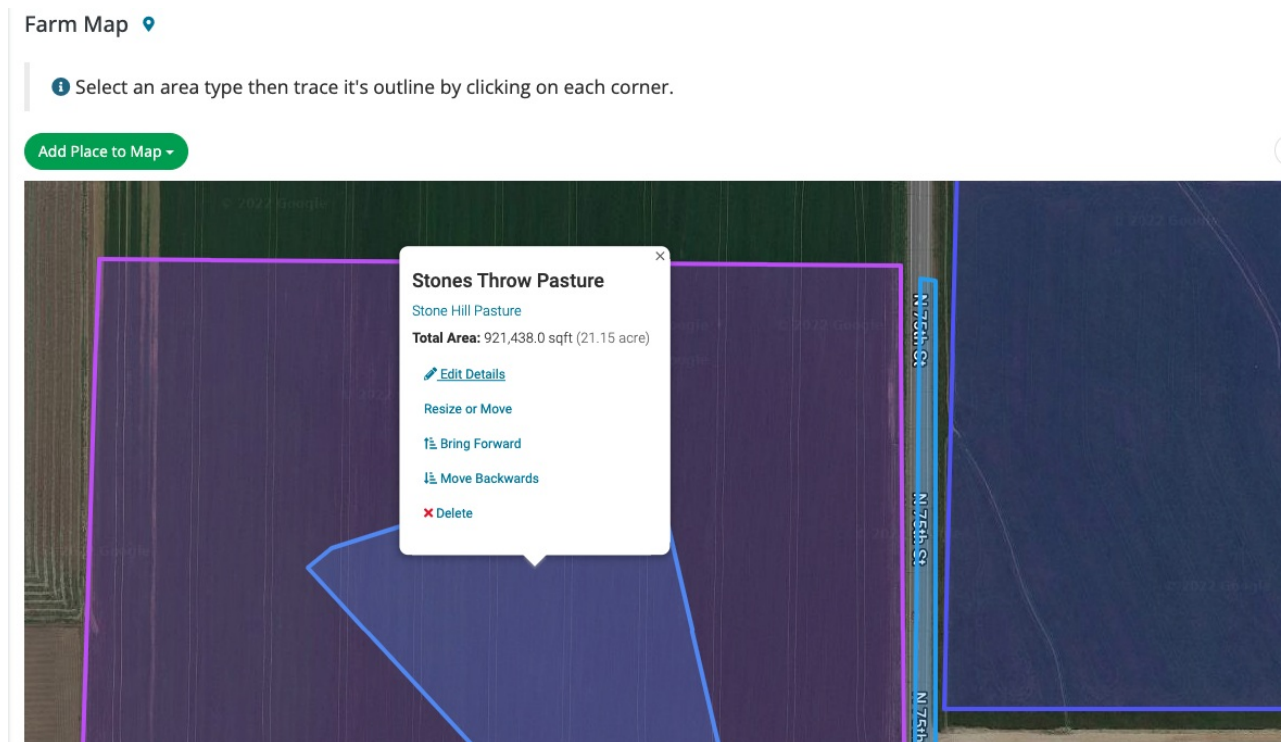 Farm Map
Select an area type then trace it's outline by clicking on each corner.
Add Place to Map
© 2022 Google
Stones Throw Pasture
Stone Hill Pasture
Total Area: 921,438.0 sqft (21.15 acre)
Edit Details
Resize or Move
Bring Forward
Move Backwards
Delete
N 75th St
N 75th St
N 75th
© 2022 Google